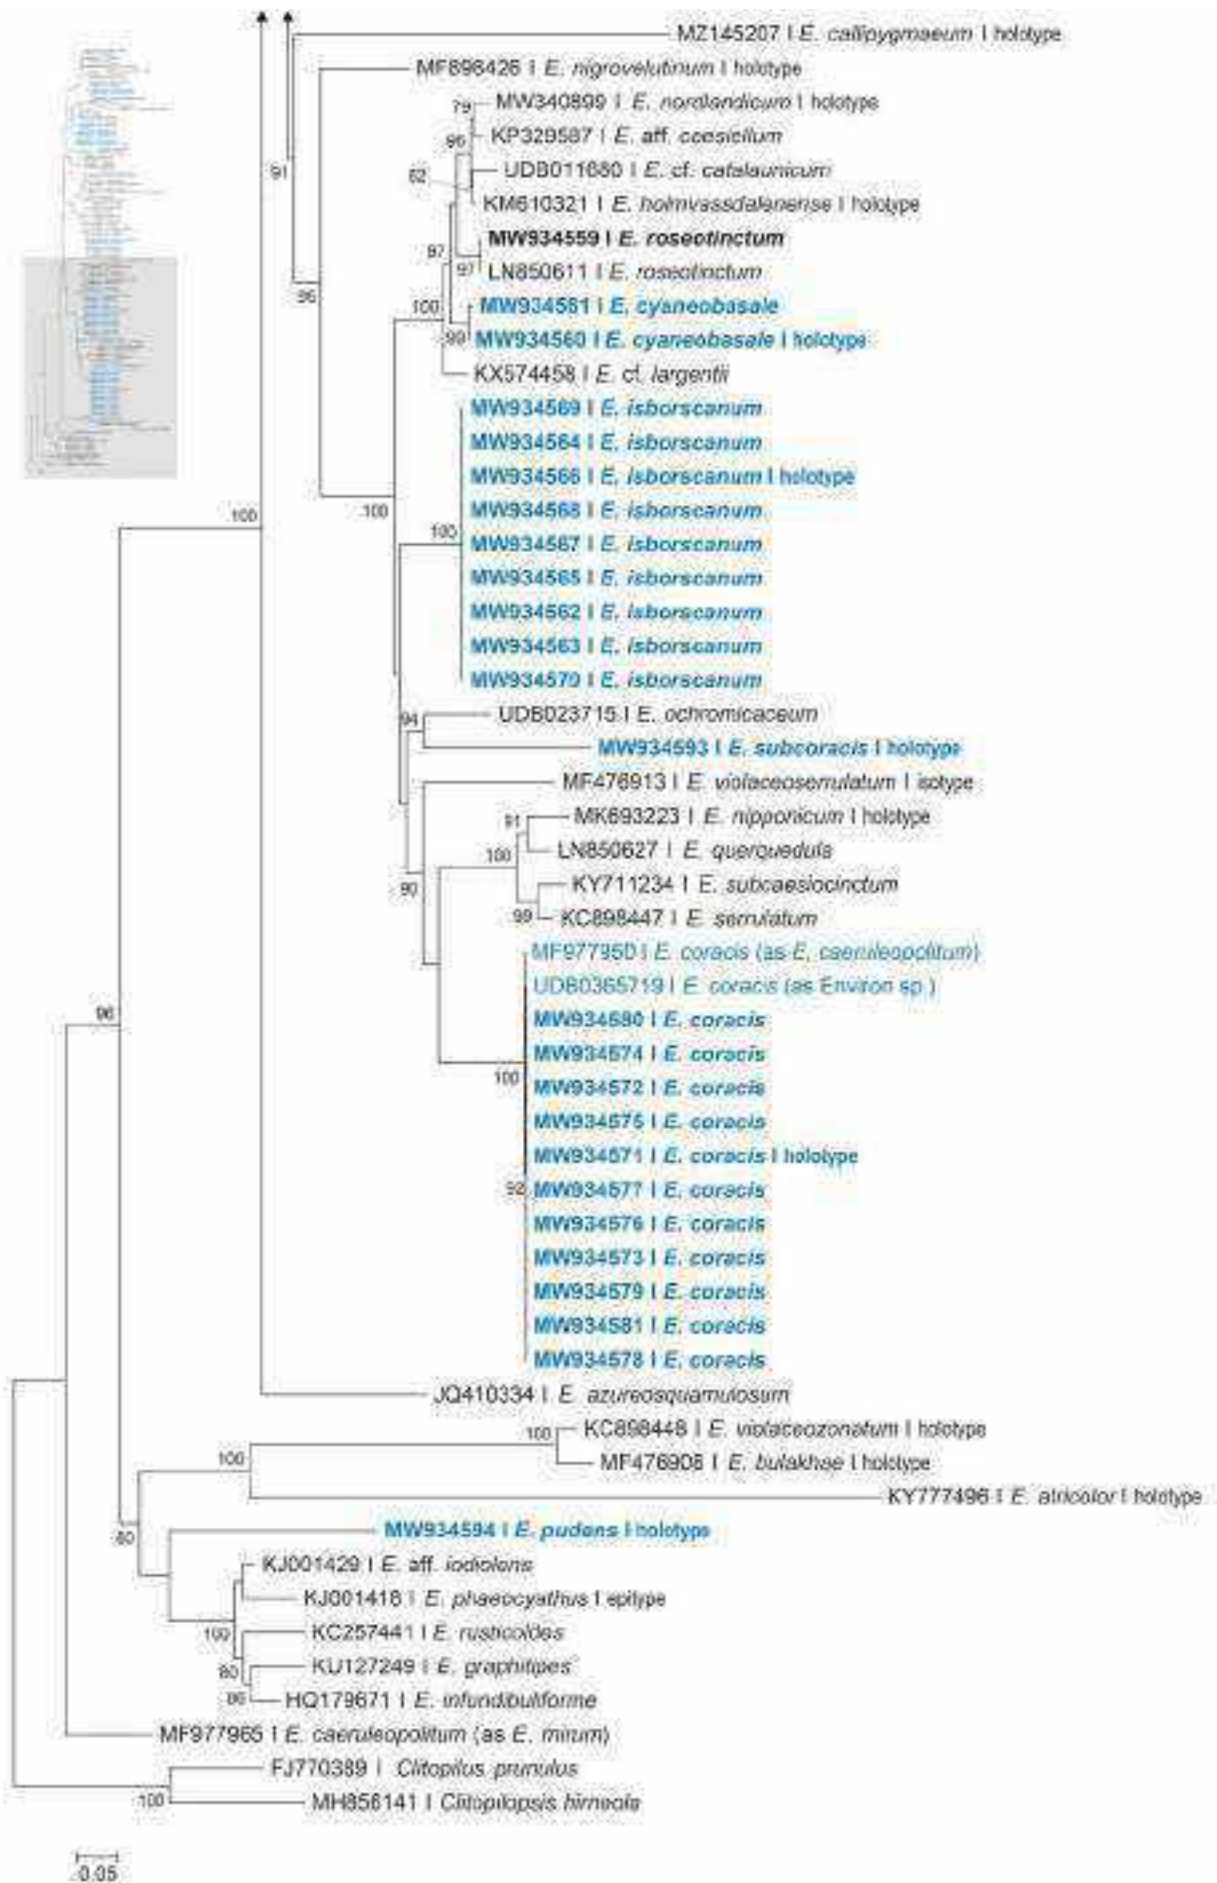 MZ145207 | E. callipygmaeum | holotype
MF898426 | E. nigrovelutinum | holotype
79 MW340899 | E. nordlandicum | holotype
KP329587 | E. aff. caesiellum
UDB011680 | E. cf. catalaunicum
91
KM610321 | E. holmvassdalenense | holotype
MW934559 | E. roseotinctum
97
97 LN850611 | E. roseotinctum
100 MW934561 | E. cyaneobasale
99 MW934560 | E. cyaneobasale | holotype
KX574458 | E. cf. largentii
MW934569 | E. isborscanum
MW934564 | E. isborscanum
MW934566 | E. isborscanum | holotype
100 100 MW934568 | E. isborscanum
100 MW934567 | E. isborscanum
MW934565 | E. isborscanum
MW934562 | E. isborscanum
MW934563 | E. isborscanum
MW934570 | E. isborscanum
94 UDB023715 | E. ochromicaceum
MW934593 | E. subcoracis | holotype
MF476913 | E. violaceoserrulatum | isotype
91 MK693223 | E. nipponicum | holotype
100 LN850627 | E. querquedula
90 KY711234 | E. subcaesiocinctum
99 KC898447 | E. serrulatum
MF977950 | E. coracis (as E. caeruleopolitum)
UDB0365719 | E. coracis (as Environ sp.)
96 MW934580 | E. coracis
MW934574 | E. coracis
100 MW934572 | E. coracis
MW934575 | E. coracis
MW934571 | E. coracis | holotype
92 MW934577 | E. coracis
MW934576 | E. coracis
MW934573 | E. coracis
MW934579 | E. coracis
MW934581 | E. coracis
MW934578 | E. coracis
JQ410334 | E. azureosquamulosum
100 KC898448 | E. violaceozonatum | holotype
100 MF476908 | E. bulakhae | holotype
KY777496 | E. atricolor | holotype
MW934594 | E. pudens | holotype
KJ001429 | E. aff. iodiolens
KJ001418 | E. phaeocyathus | epitype
100 KC257441 | E. rusticoides
80 KU127249 | E. graphitipes
HQ179671 | E. infundibuliforme
MF977965 | E. caeruleopolitum (as E. mirum)
FJ770389 | Clitopilus prunulus
100 MH856141 | Clitopilopsis hirneola
0.05